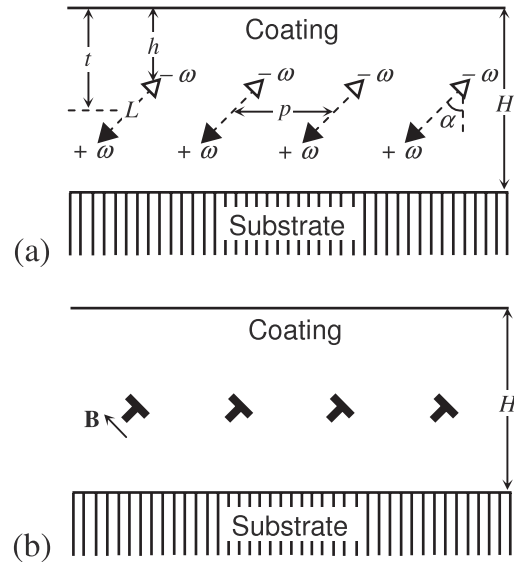 Coating
t
h
− ω
− ω
− ω
− ω
L
p
α
H
+ ω
+ ω
+ ω
+ ω
Substrate
(a)
Coating
B
H
Substrate
(b)